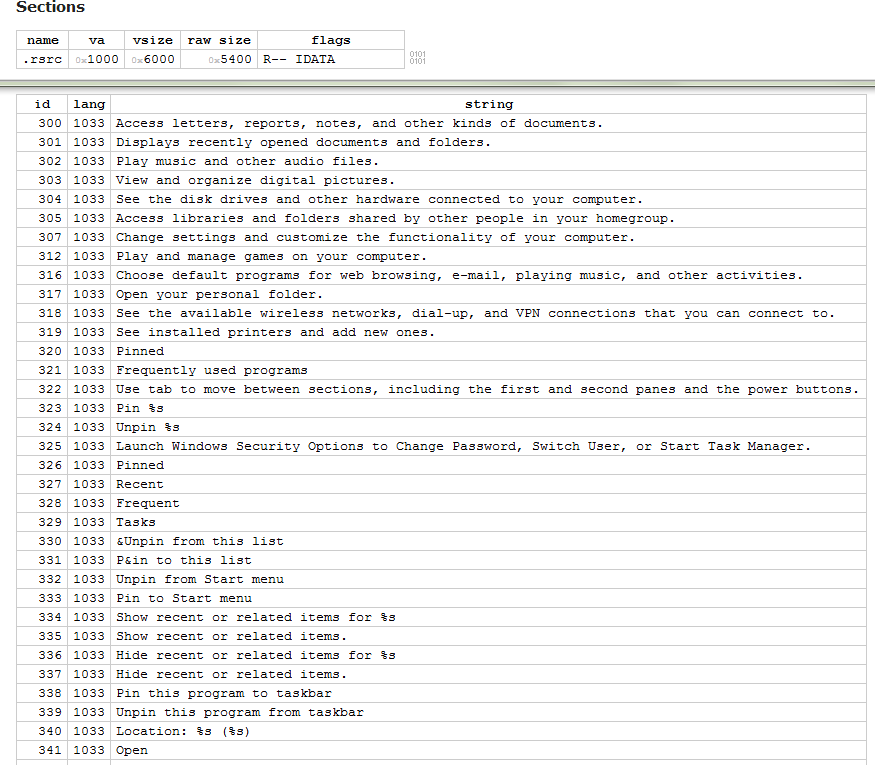 Sections
name va vsize raw size flags
.rsrc 0x1000 0x6000 0x5400 R-- IDATA 0101
0101
id lang string
300 1033 Access letters, reports, notes, and other kinds of documents.
301 1033 Displays recently opened documents and folders.
302 1033 Play music and other audio files.
303 1033 View and organize digital pictures.
304 1033 See the disk drives and other hardware connected to your computer.
305 1033 Access libraries and folders shared by other people in your homegroup.
307 1033 Change settings and customize the functionality of your computer.
312 1033 Play and manage games on your computer.
316 1033 Choose default programs for web browsing, e-mail, playing music, and other activities.
317 1033 Open your personal folder.
318 1033 See the available wireless networks, dial-up, and VPN connections that you can connect to.
319 1033 See installed printers and add new ones.
320 1033 Pinned
321 1033 Frequently used programs
322 1033 Use tab to move between sections, including the first and second panes and the power buttons.
323 1033 Pin %s
324 1033 Unpin %s
325 1033 Launch Windows Security Options to Change Password, Switch User, or Start Task Manager.
326 1033 Pinned
327 1033 Recent
328 1033 Frequent
329 1033 Tasks
330 1033 &Unpin from this list
331 1033 P&in to this list
332 1033 Unpin from Start menu
333 1033 Pin to Start menu
334 1033 Show recent or related items for %s
335 1033 Show recent or related items.
336 1033 Hide recent or related items for %s
337 1033 Hide recent or related items.
338 1033 Pin this program to taskbar
339 1033 Unpin this program from taskbar
340 1033 Location: %s (%s)
341 1033 Open